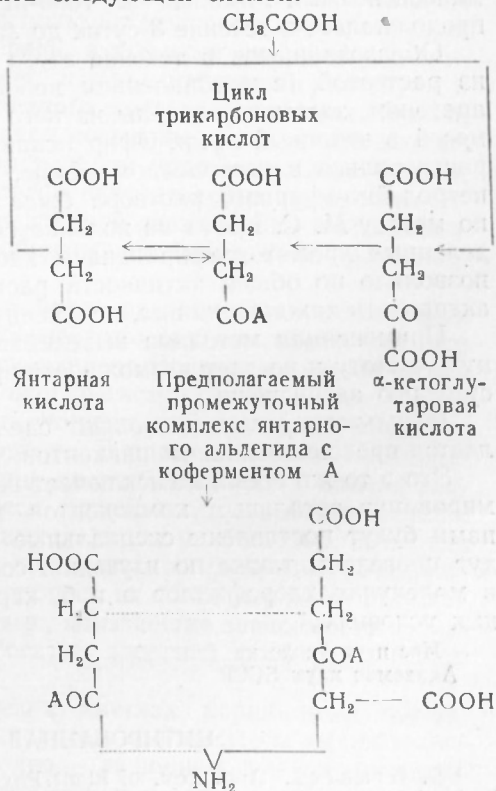 CH₃COOH
Цикл
трикарбоновых
кислот
COOH COOH COOH
CH₂ CH₂ CH₂
CH₂ CH₂ CH₂
COOH COA CO
COOH
Янтарная Предполагаемый α-кетоглу-
кислота промежуточный таровая
комплекс янтарно- кислота
го альдегида с
коферментом А
COOH
HOOC CH₂
H₂C CH₂
H₂C COA
AOC CH₂ COOH
NH₂